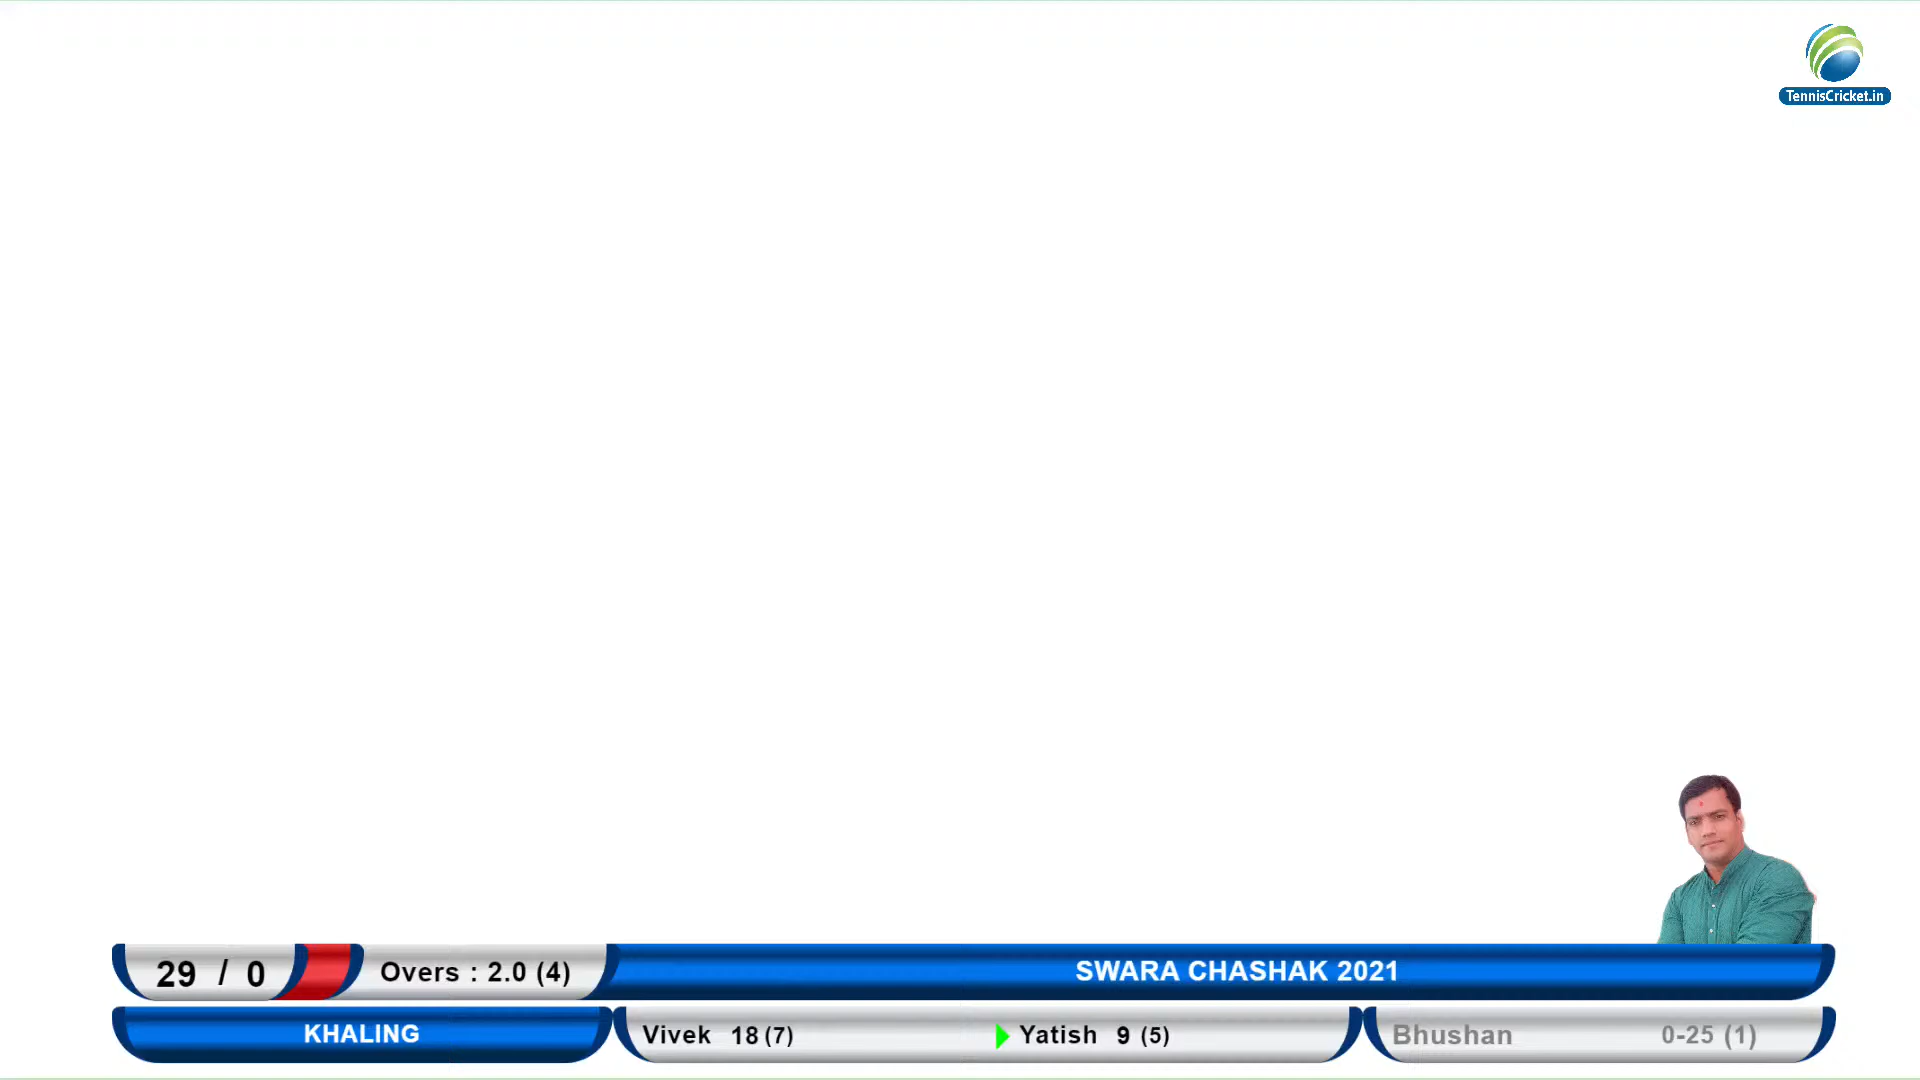 TennisCricket.in
29 / 0 Overs : 2.0 (4) SWARA CHASHAK 2021
KHALING Vivek 18 (7) Yatish 9 (5) Bhushan 0-25 (1)